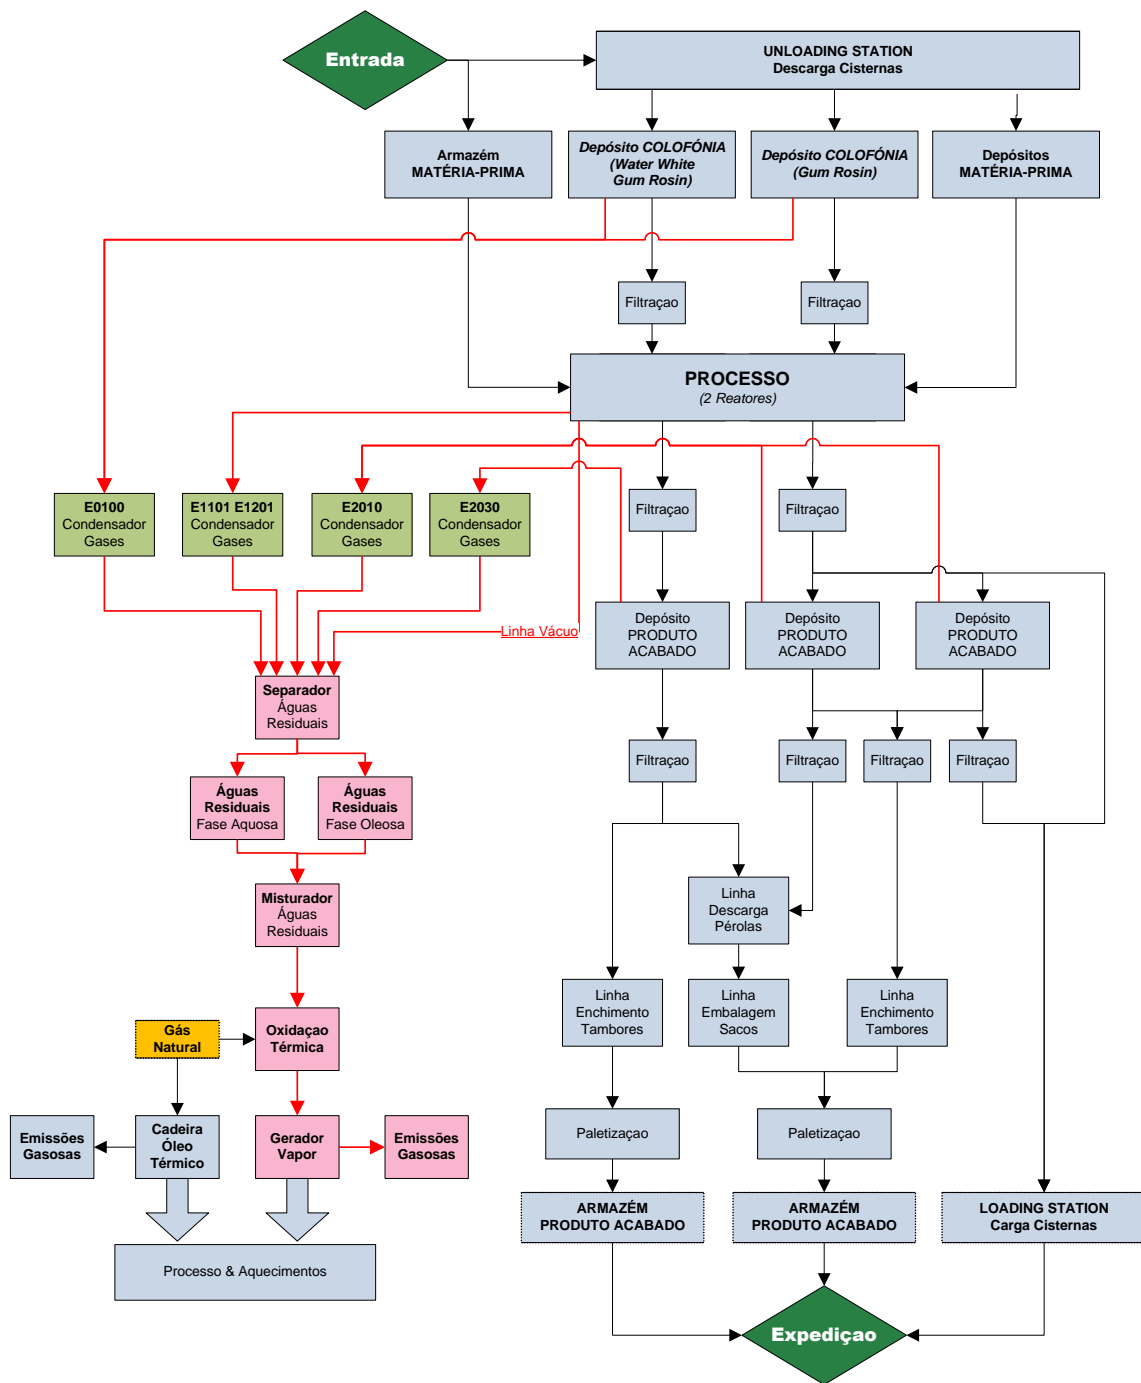 Entrada
UNLOADING STATION
Descarga Cisternas
Armazém
MATÉRIA-PRIMA
Depósito COLOFÓNIA
(Water White
Gum Rosin)
Depósito COLOFÓNIA
(Gum Rosin)
Depósitos
MATÉRIA-PRIMA
Filtraçao
Filtraçao
PROCESSO
(2 Reatores)
E0100
Condensador
Gases
E1101 E1201
Condensador
Gases
E2010
Condensador
Gases
E2030
Condensador
Gases
Filtraçao
Filtraçao
Linha Vácuo
Depósito
PRODUTO
ACABADO
Depósito
PRODUTO
ACABADO
Depósito
PRODUTO
ACABADO
Separador
Águas
Residuais
Filtraçao
Filtraçao
Filtraçao
Filtraçao
Águas
Residuais
Fase Aquosa
Águas
Residuais
Fase Oleosa
Misturador
Águas
Residuais
Linha
Descarga
Pérolas
Linha
Enchimento
Tambores
Linha
Embalagem
Sacos
Linha
Enchimento
Tambores
Gás
Natural
Oxidaçao
Térmica
Emissões
Gasosas
Cadeira
Óleo
Térmico
Gerador
Vapor
Emissões
Gasosas
Paletizaçao
Paletizaçao
ARMAZÉM
PRODUTO ACABADO
ARMAZÉM
PRODUTO ACABADO
LOADING STATION
Carga Cisternas
Processo & Aquecimentos
Expediçao